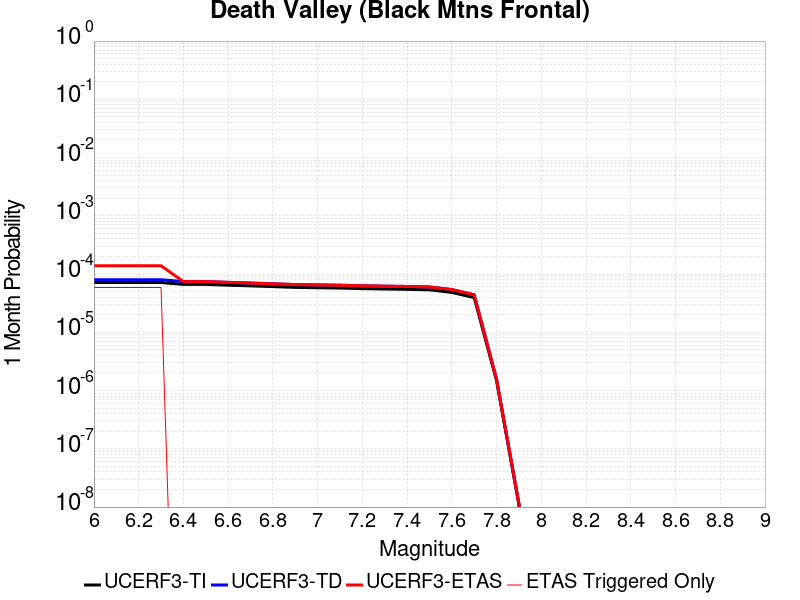 Death Valley (Black Mtns Frontal)
10^0
10^-1
10^-2
10^-3
10^-4
10^-5
10^-6
10^-7
10^-8
1 Month Probability
6 6.2 6.4 6.6 6.8 7 7.2 7.4 7.6 7.8 8 8.2 8.4 8.6 8.8 9
Magnitude
UCERF3-TI UCERF3-TD UCERF3-ETAS ETAS Triggered Only